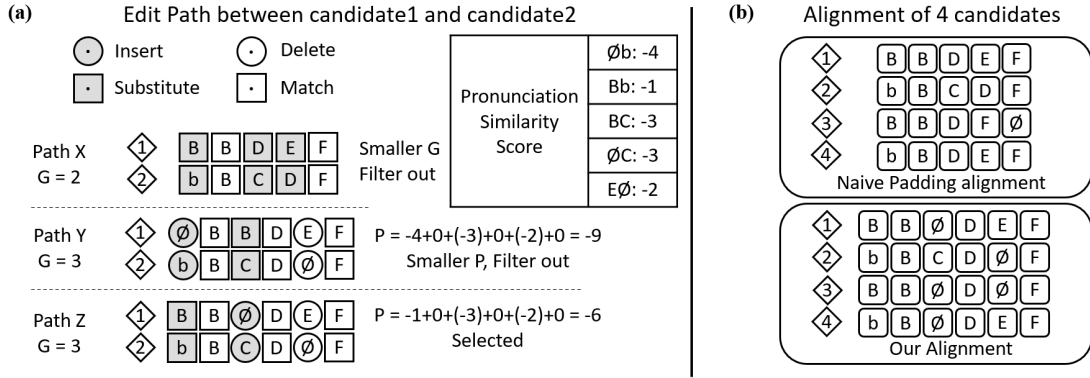 (a) Edit Path between candidate1 and candidate2
Insert Delete
Substitute Match
Pronunciation
Similarity
Score
Øb: -4
Bb: -1
BC: -3
ØC: -3
EØ: -2
Path X
G = 2
1 B B D E F
2 b B C D F
Smaller G
Filter out
Path Y
G = 3
1 Ø B B D E F
2 b B C D Ø F
P = -4+0+(-3)+0+(-2)+0 = -9
Smaller P, Filter out
Path Z
G = 3
1 B B Ø D E F
2 b B C D Ø F
P = -1+0+(-3)+0+(-2)+0 = -6
Selected
(b) Alignment of 4 candidates
1 B B D E F
2 b B C D F
3 B B D F Ø
4 b B D E F
Naive Padding alignment
1 B B Ø D E F
2 b B C D Ø F
3 B B Ø D Ø F
4 b B Ø D E F
Our Alignment